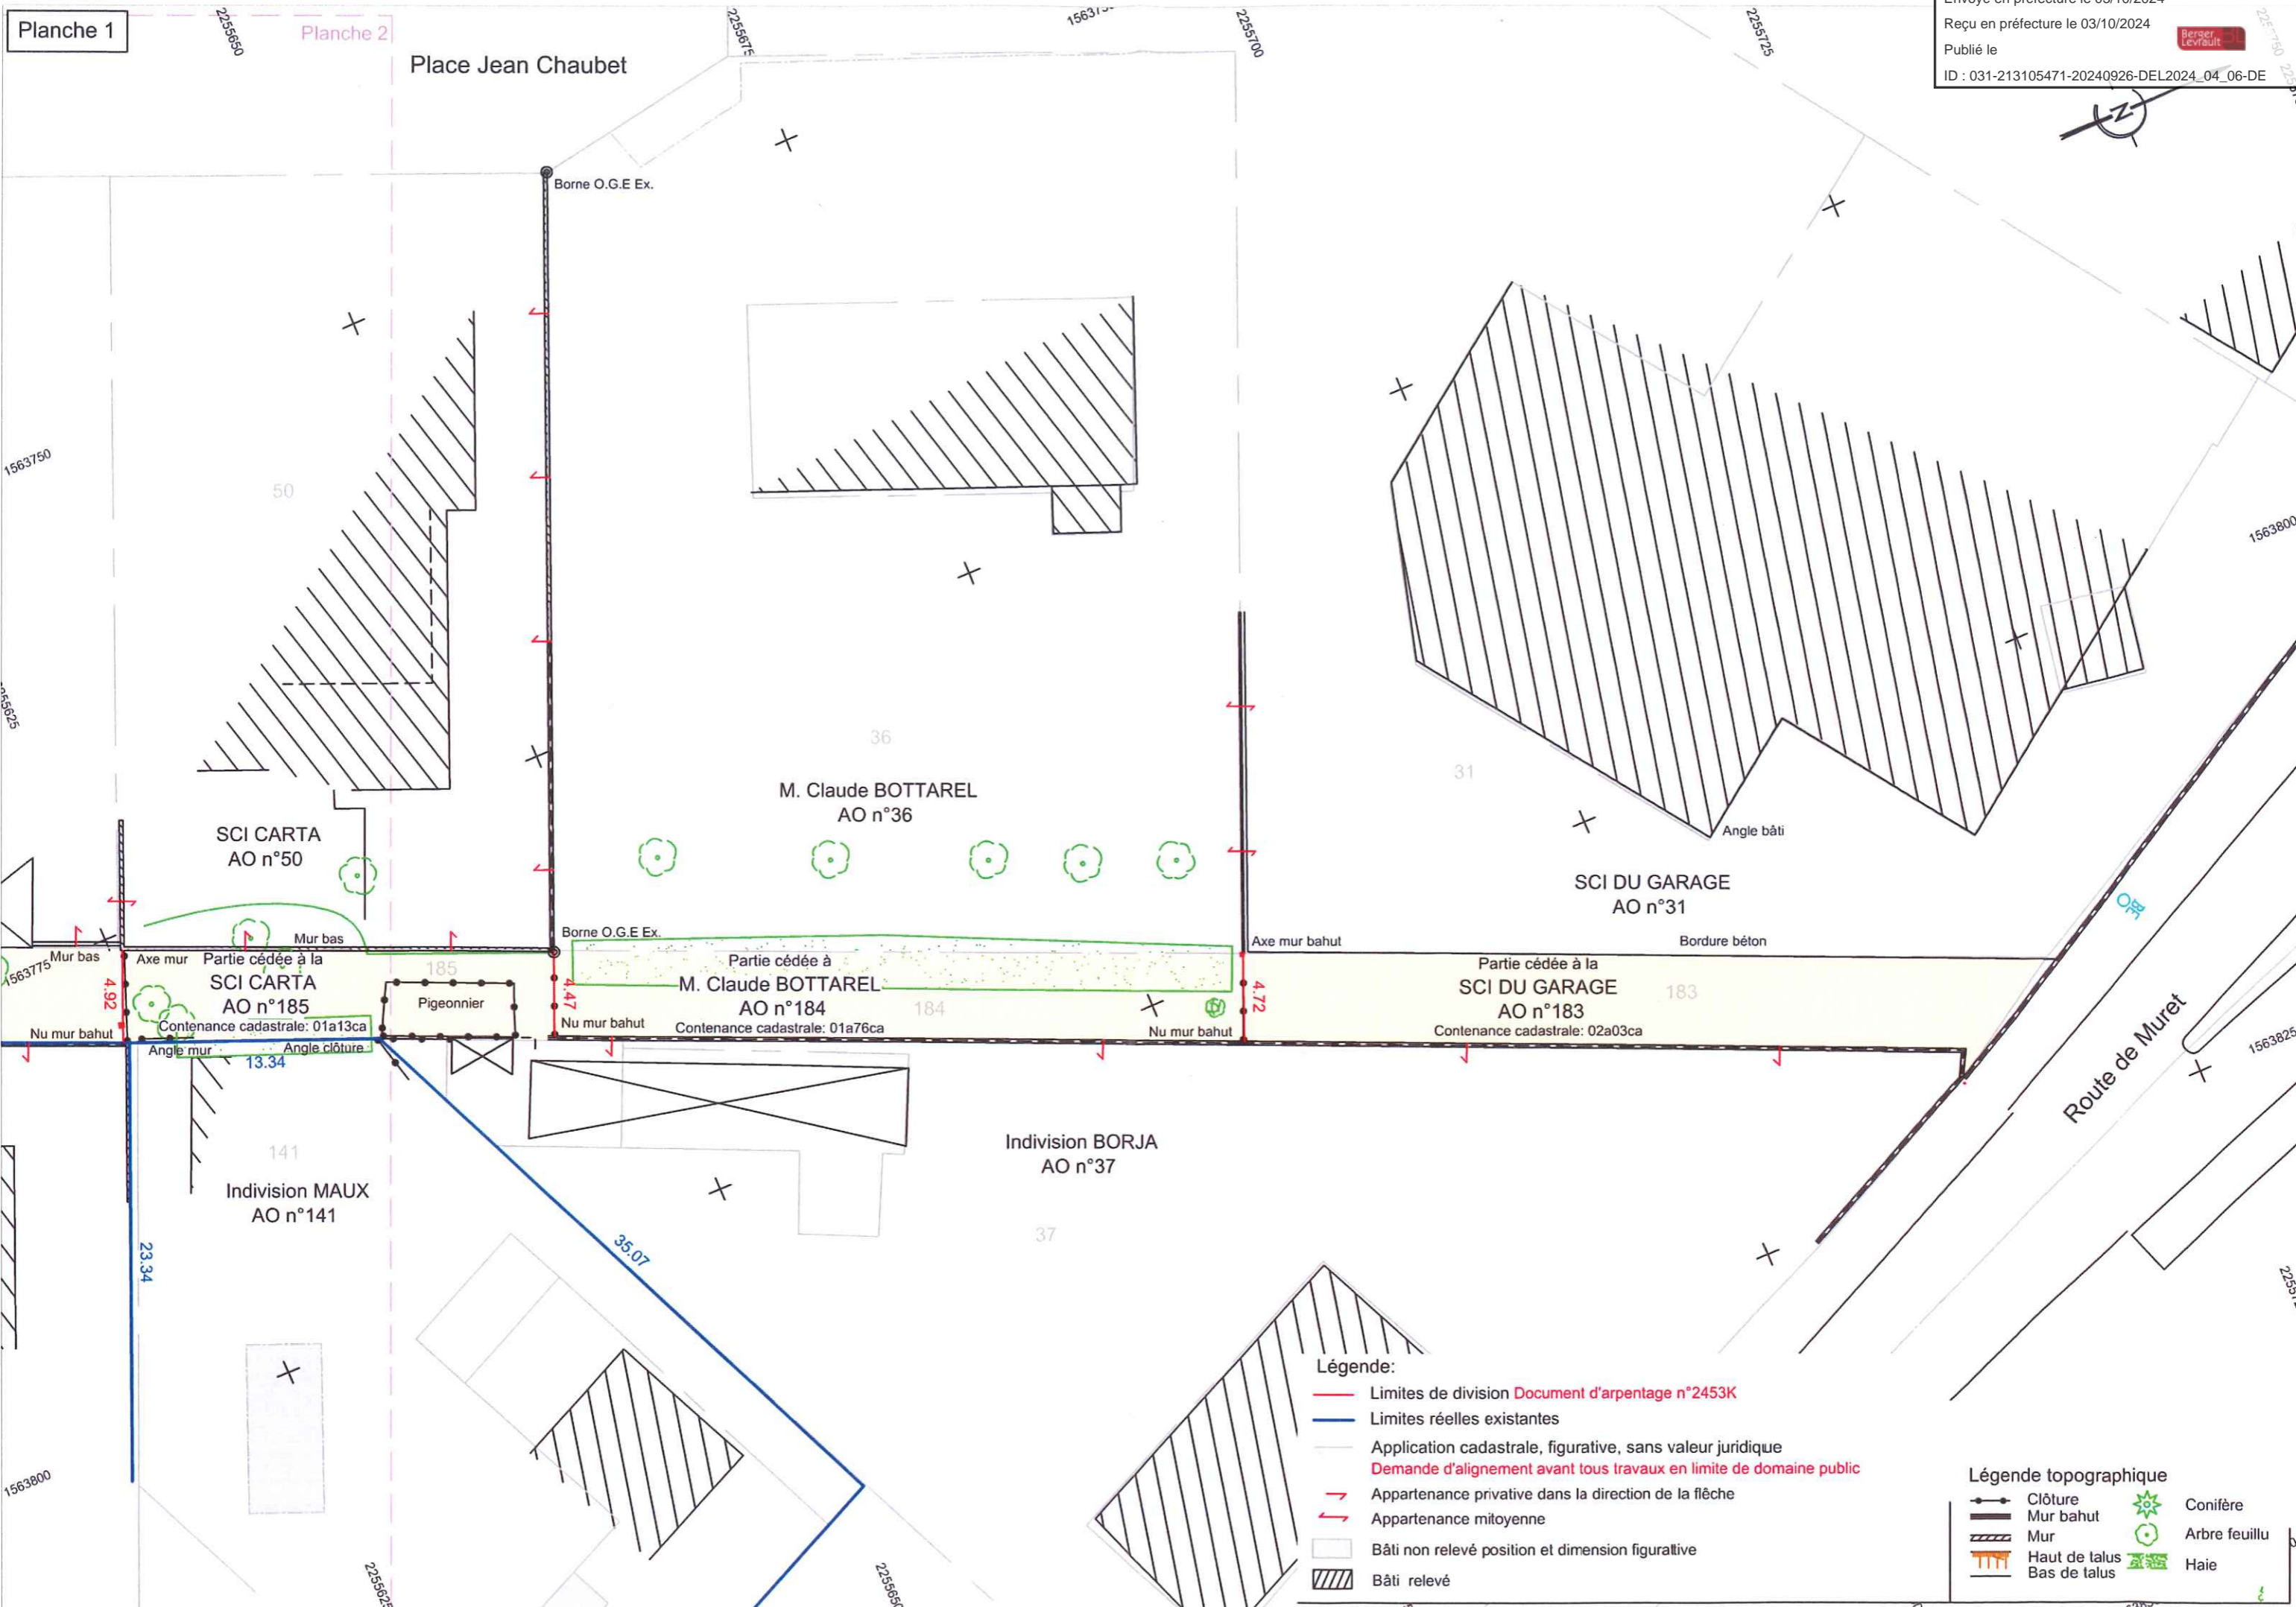 Planche 1
Planche 2
Place Jean Chaubet
2255650
2255675
2255700
2255725
Reçu en préfecture le 03/10/2024
Publié le
Berger
Levrault
ID : 031-213105471-20240926-DEL2024_04_06-DE
N
Borne O.G.E Ex.
1563750
50
1563800
36
M. Claude BOTTAREL
AO n°36
31
Angle bâti
SCI CARTA
AO n°50
SCI DU GARAGE
AO n°31
Borne O.G.E Ex.
Mur bas
Axe mur bahut
Bordure béton
Mur bas
Axe mur
1563775
Partie cédée à la
SCI CARTA
AO n°185
Contenance cadastrale: 01a13ca
185
Pigeonnier
4.92
4.47
Partie cédée à
M. Claude BOTTAREL
AO n°184
Contenance cadastrale: 01a76ca
184
4.72
Partie cédée à la
SCI DU GARAGE
AO n°183
Contenance cadastrale: 02a03ca
183
Nu mur bahut
Nu mur bahut
Nu mur bahut
Angle mur
Angle clôture
13.34
Route de Muret
1563825
141
Indivision MAUX
AO n°141
Indivision BORJA
AO n°37
37
23.34
35.07
1563800
2255625
2255650
Légende:
Limites de division Document d'arpentage n°2453K
Limites réelles existantes
Application cadastrale, figurative, sans valeur juridique
Demande d'alignement avant tous travaux en limite de domaine public
Appartenance privative dans la direction de la flêche
Appartenance mitoyenne
Bâti non relevé position et dimension figurative
Bâti relevé
Légende topographique
Clôture
Mur bahut
Mur
Haut de talus
Bas de talus
Conifère
Arbre feuillu
Haie